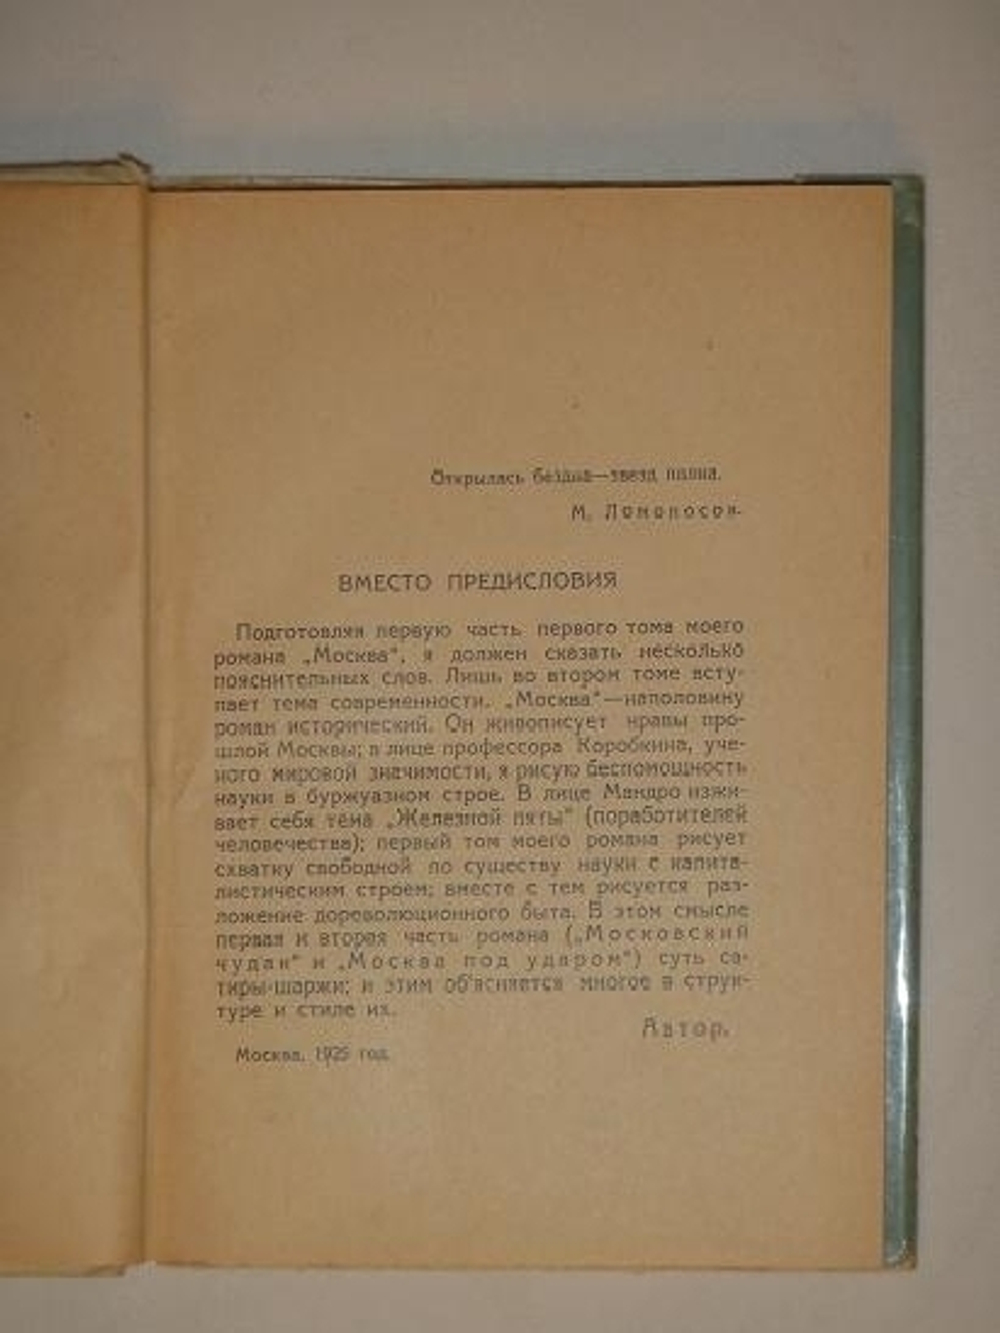 Открылась бездна—звезд полна.
М. Ломоносов.
ВМЕСТО ПРЕДИСЛОВИЯ
Подготовляя первую часть первого тома моего
романа „Москва“, я должен сказать несколько
пояснительных слов. Лишь во втором томе всту-
пает тема современности. „Москва“—наполовину
роман исторический. Он живописует нравы про-
шлой Москвы; в лице профессора Коробкина, уче-
ного мировой значимости, я рисую беспомощность
науки в буржуазном строе. В лице Мандро изжи-
вает себя тема „Железной пяты“ (поработителей
человечества); первый том моего романа рисует
схватку свободной по существу науки с капита-
листическим строем; вместе с тем рисуется раз-
ложение дореволюционного быта. В этом смысле
первая и вторая часть романа („Московский
чудак“ и „Москва под ударом“) суть са-
тиры-шаржи; и этим об'ясняется многое в струк-
туре и стиле их.
Автор.
Москва. 1925 год.